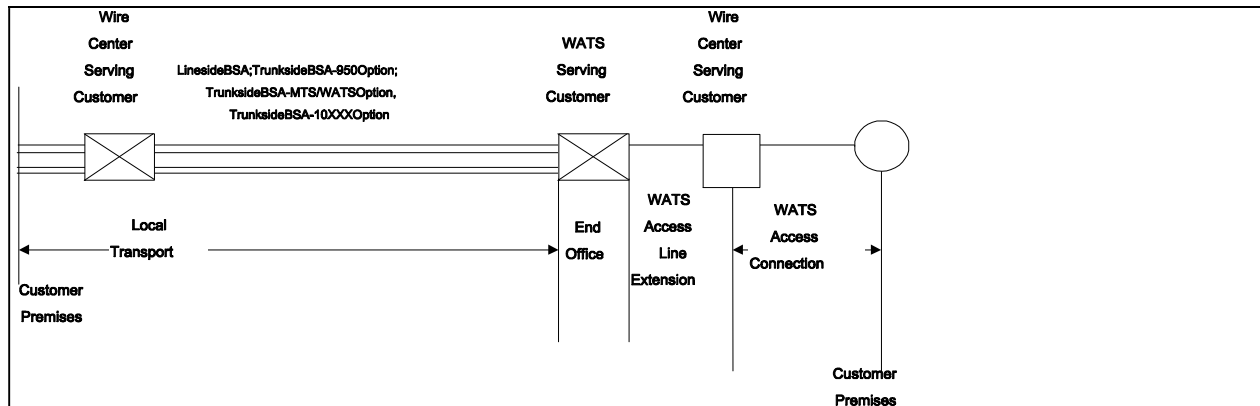 Wire
Center
Serving
Customer
LinesideBSA;TrunksideBSA-950Option;
TrunksideBSA-MTS/WATSOption,
TrunksideBSA-10XXXOption
WATS
Serving
Customer
Wire
Center
Serving
Customer
Local
Transport
End
Office
WATS
Access
Line
Extension
WATS
Access
Connection
Customer
Premises
Customer
Premises